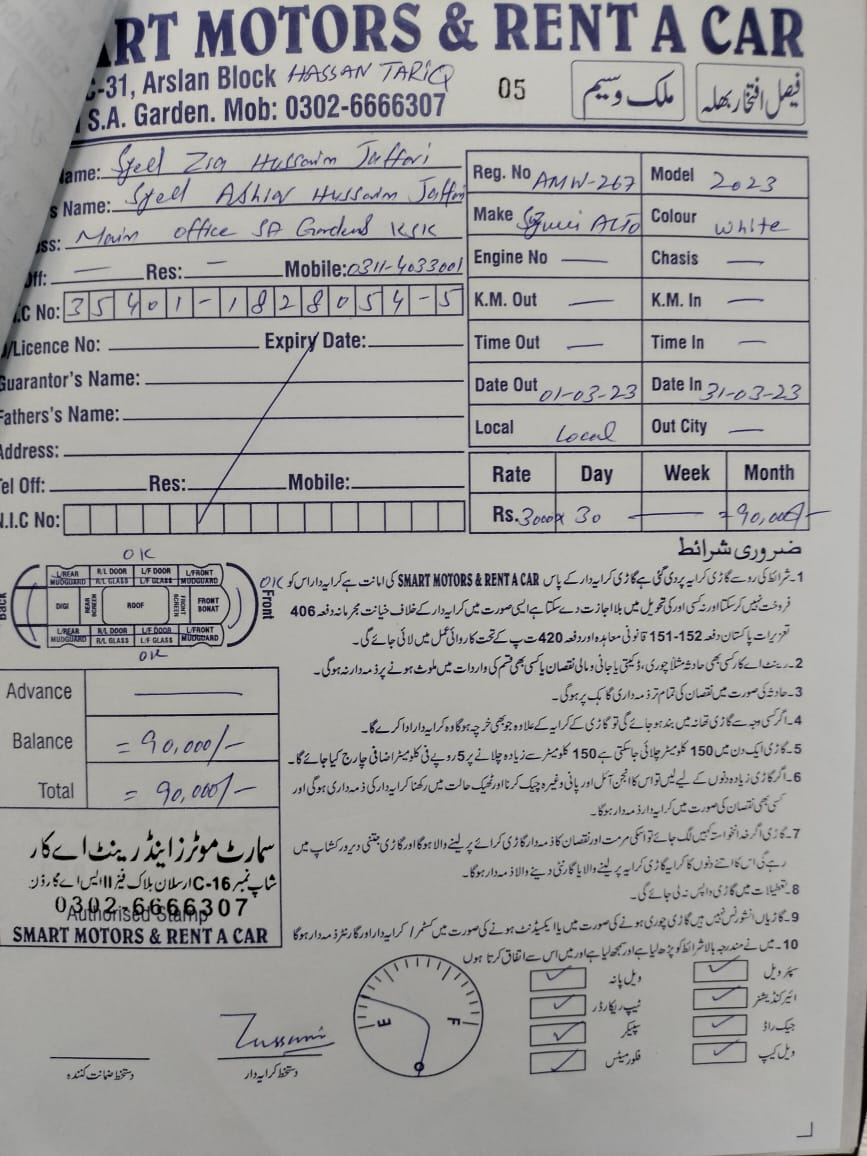 ART MOTORS & RENT A CAR
C-31, Arslan Block HASSAN TARIQ
S.A. Garden. Mob: 0302-6666307
05
ملک وسیم
فیصل افتخار بھلہ
ame: Syed Zia Hussain Jaffari
s Name: Syed Ashiar Hussain Jaffari
ss: Main office SA Gardens KSK
Off: — Res: — Mobile: 0311-4033001
.C No: 35401-1828054-5
/Licence No: Expiry Date:
Guarantor's Name:
Fathers's Name:
Address:
Tel Off: Res: Mobile:
N.I.C No:
Reg. No AMW-267 Model 2023
Make Suzuki ALTO Colour white
Engine No — Chasis —
K.M. Out — K.M. In —
Time Out — Time In —
Date Out 01-03-23 Date In 31-03-23
Local Local Out City —
Rate Day Week Month
Rs. 3000 x 30 — = 90,000/-
ضروری شرائط
1- شرائط کی رو سے گاڑی کرایہ پر دی گئی ہے گاڑی کرایہ دار کے پاس SMART MOTORS & RENT A CAR کی امانت ہے کرایہ دار اس کو
فروخت نہیں کر سکتا اور نہ کسی اور کی تحویل میں بلا اجازت دے سکتا ہے ایسی صورت میں کرایہ دار کے خلاف خیانت مجرمانہ دفعہ 406
تعزیرات پاکستان دفعہ 152-151 قانونی معاہدہ اور دفعہ 420 ت پ کے تحت کاروائی عمل میں لائی جائے گی۔
2- رینٹ اے کار کسی بھی حادثہ مثلاً چوری، ڈکیتی یا جانی و مالی نقصان یا کسی بھی قسم کی واردات میں ملوث ہونے پر ذمہ دار نہ ہوگی۔
3- حادثہ کی صورت میں نقصان کی تمام تر ذمہ داری گاہک پر ہوگی۔
4- اگر کسی وجہ سے گاڑی تھانہ میں بند ہو جائے گی تو گاڑی کے کرایہ کے علاوہ جو بھی خرچہ ہوگا وہ کرایہ دار ادا کرے گا۔
5- گاڑی ایک دن میں 150 کلومیٹر چلائی جا سکتی ہے 150 کلومیٹر سے زیادہ چلانے پر 5 روپے فی کلومیٹر اضافی چارج کیا جائے گا۔
6- اگر گاڑی زیادہ دنوں کے لیے لیں تو اس کا انجن آئل اور پانی وغیرہ چیک کرنا اور ٹھیک حالت میں رکھنا کرایہ دار کی ذمہ داری ہوگی اور
کسی بھی نقصان کی صورت میں کرایہ دار ذمہ دار ہوگا۔
7- گاڑی اگر خدانخواستہ کہیں لگ جائے تو اسکی مرمت اور نقصان کا ذمہ دار گاڑی کرائے پر لینے والا ہوگا اور گاڑی جتنی دیر ورکشاپ میں
رہے گی اس کا اتنے دنوں کا کرایہ گاڑی کرایہ پر لینے والا یا گارنٹی دینے والا ذمہ دار ہوگا۔
8- تعطیلات میں گاڑی واپس نہ لی جائے گی۔
9- گاڑیاں انشورنس نہیں ہیں گاڑی چوری ہونے کی صورت میں یا ایکسیڈنٹ ہونے کی صورت میں کسٹمر / کرایہ دار اور گارنٹر ذمہ دار ہوگا
10- میں نے مندرجہ بالا شرائط کو پڑھ لیا ہے اور سمجھ لیا ہے اور میں اس سے اتفاق کرتا ہوں
OK
L/REAR MUDGUARD R/L DOOR R/L GLASS L/F DOOR L/F GLASS L/FRONT MUDGUARD
Back DIGI ROOF FRONT SCREEN FRONT BONAT Front OK
L/REAR MUDGUARD R/L DOOR R/L GLASS L/F DOOR L/F GLASS L/FRONT MUDGUARD
OK
Advance —
Balance = 90,000/-
Total = 90,000/-
سمارٹ موٹرز اینڈ رینٹ اے کار
شاپ نمبر C-16 ارسلان بلاک فیز II ایس اے گارڈن
0302-6666307
Authorised Stamp
SMART MOTORS & RENT A CAR
E F
سپئر ویل
ویل پانہ
ائیر کنڈیشنر
ٹیپ ریکارڈر
جیک راڈ
سپیکر
ویل کیپ
فلور میٹس
Zussami
دستخط ضمانت کنندہ
دستخط کرایہ دار